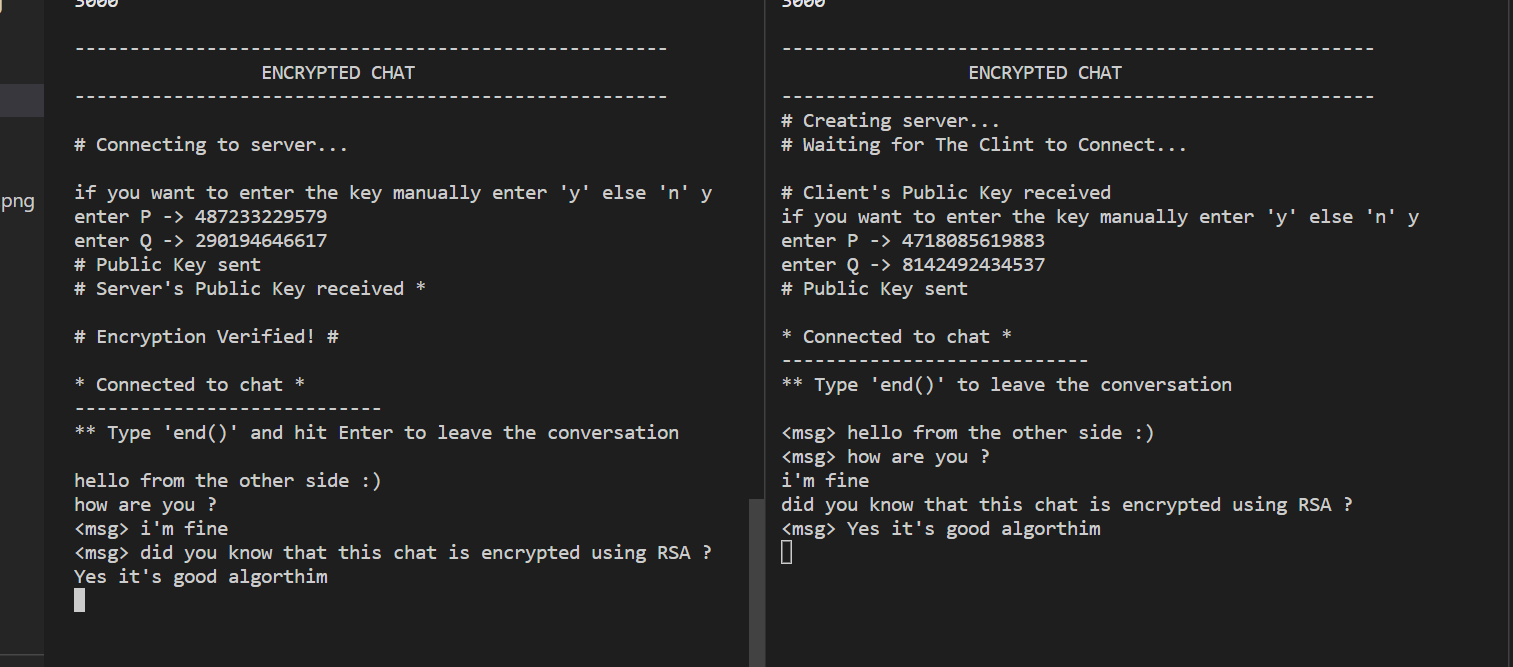 3000
------------------------------------------------------
ENCRYPTED CHAT
------------------------------------------------------
# Connecting to server...
if you want to enter the key manually enter 'y' else 'n' y
enter P -> 487233229579
enter Q -> 290194646617
# Public Key sent
# Server's Public Key received *
# Encryption Verified! #
* Connected to chat *
----------------------------
** Type 'end()' and hit Enter to leave the conversation
hello from the other side :)
how are you ?
<msg> i'm fine
<msg> did you know that this chat is encrypted using RSA ?
Yes it's good algorthim
png
3000
------------------------------------------------------
ENCRYPTED CHAT
------------------------------------------------------
# Creating server...
# Waiting for The Clint to Connect...
# Client's Public Key received
if you want to enter the key manually enter 'y' else 'n' y
enter P -> 4718085619883
enter Q -> 8142492434537
# Public Key sent
* Connected to chat *
----------------------------
** Type 'end()' to leave the conversation
<msg> hello from the other side :)
<msg> how are you ?
i'm fine
did you know that this chat is encrypted using RSA ?
<msg> Yes it's good algorthim